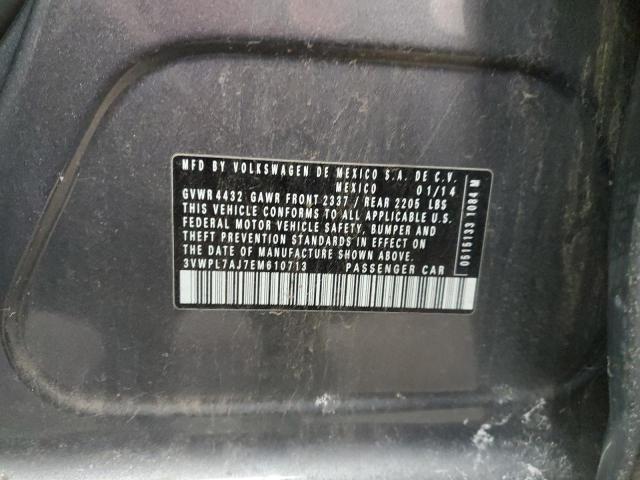 MFD BY VOLKSWAGEN DE MEXICO S.A. DE C.V.
MEXICO 01/14
GVWR 4432 GAWR FRONT 2337 / REAR 2205 LBS
THIS VEHICLE CONFORMS TO ALL APPLICABLE U.S.
FEDERAL MOTOR VEHICLE SAFETY, BUMPER AND
THEFT PREVENTION STANDARDS IN EFFECT ON
THE DATE OF MANUFACTURE SHOWN ABOVE.
3VWPL7AJ7EM610713 PASSENGER CAR
0515133 1084 M